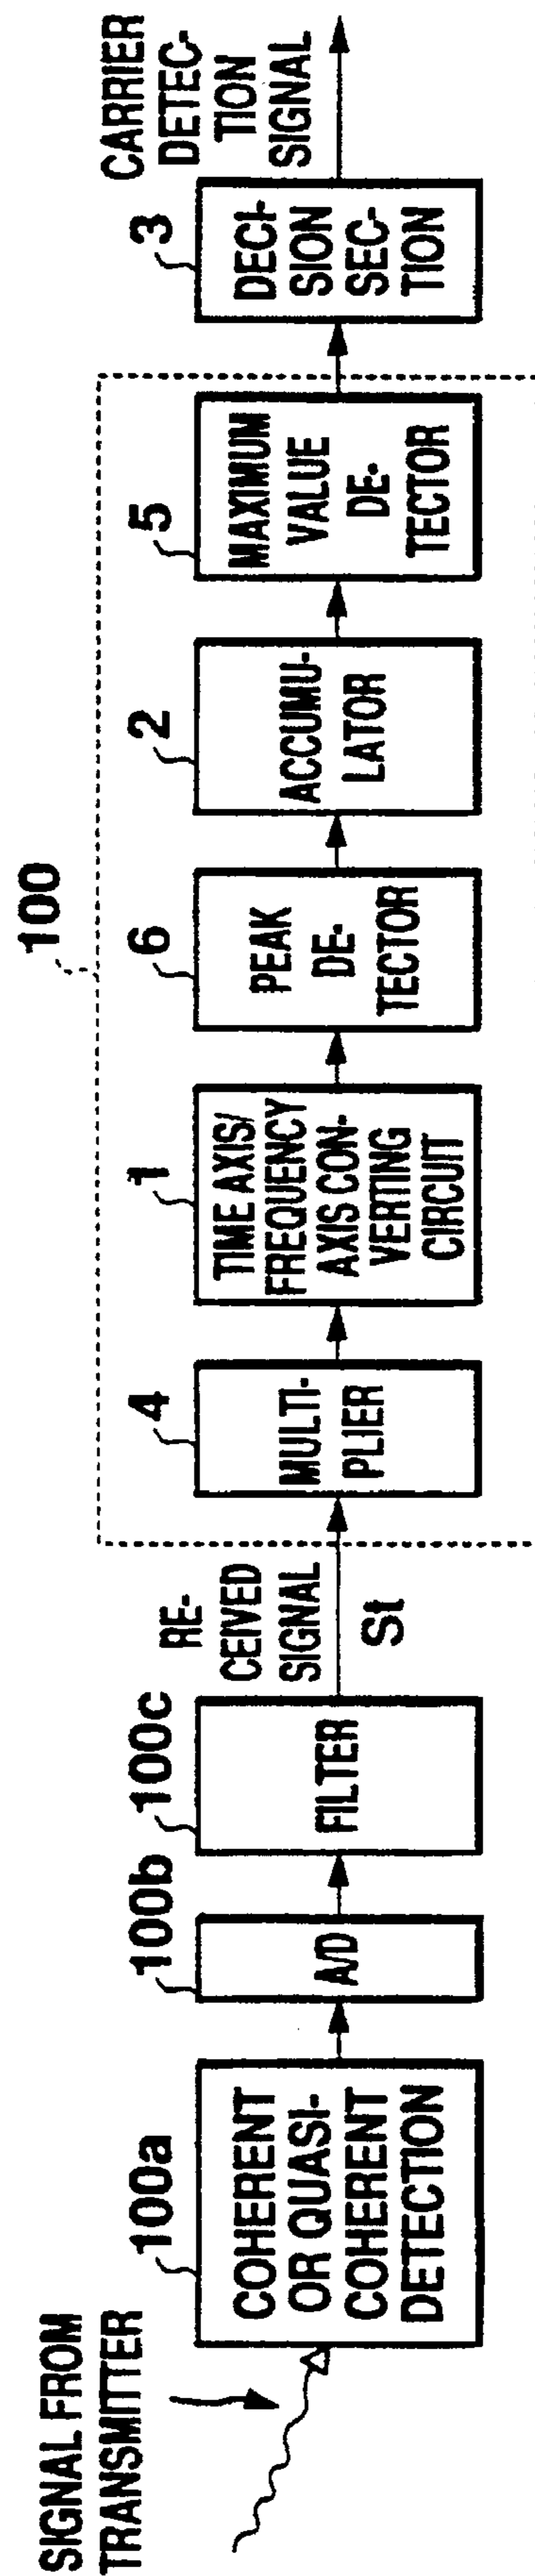 SIGNAL FROM
TRANSMITTER
100a
COHERENT
OR QUASI-
COHERENT
DETECTION
100b
A/D
100c
FILTER
RE-
CEIVED
SIGNAL
St
100
4
MULTI-
PLIER
1
TIME AXIS/
FREQUENCY
AXIS CON-
VERTING
CIRCUIT
6
PEAK
DE-
TECTOR
2
ACCUMU-
LATOR
5
MAXIMUM
VALUE
DE-
TECTOR
3
DECI-
SION
SEC-
TION
CARRIER
DETEC-
TION
SIGNAL